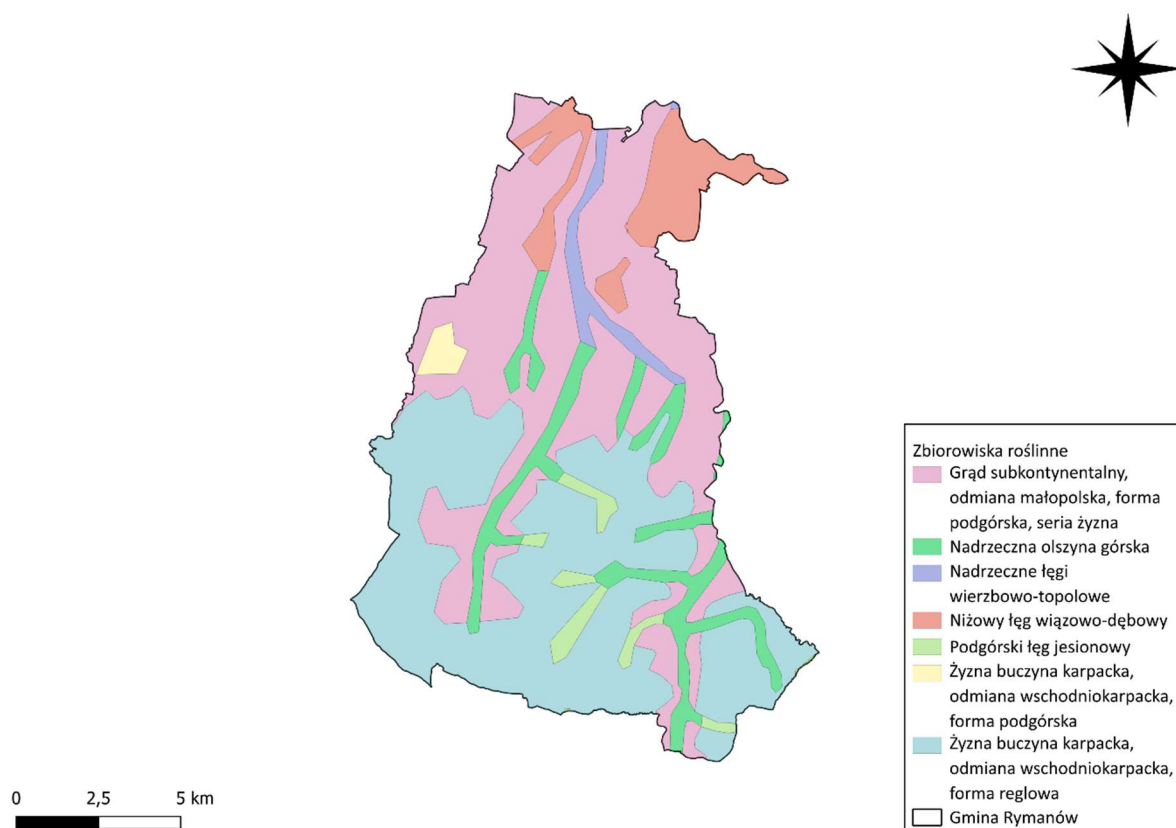 Zbiorowiska roślinne
Grąd subkontynentalny,
odmiana małopolska, forma
podgórska, seria żyzna
Nadrzeczna olszyna górska
Nadrzeczne łęgi
wierzbowo-topolowe
Niżowy łęg wiązowo-dębowy
Podgórski łęg jesionowy
Żyzna buczyna karpacka,
odmiana wschodniokarpacka,
forma podgórska
Żyzna buczyna karpacka,
odmiana wschodniokarpacka,
forma reglowa
Gmina Rymanów
0 2,5 5 km